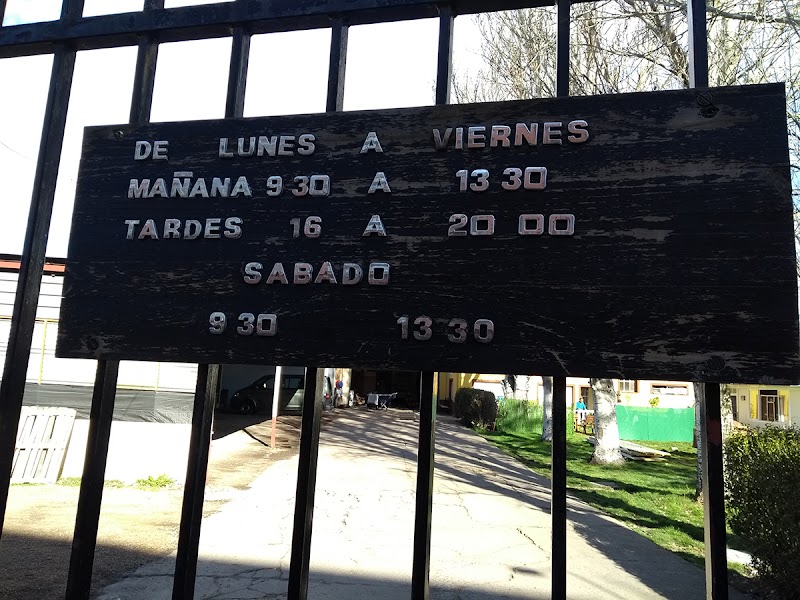 DE LUNES A VIERNES
MAÑANA 9 30 A 13 30
TARDES 16 A 20 00
SABADO
9 30 13 30